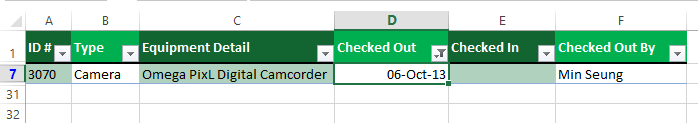 A B C D E F
1 ID # Type Equipment Detail Checked Out Checked In Checked Out By
7 3070 Camera Omega PixL Digital Camcorder 06-Oct-13 Min Seung
31
32